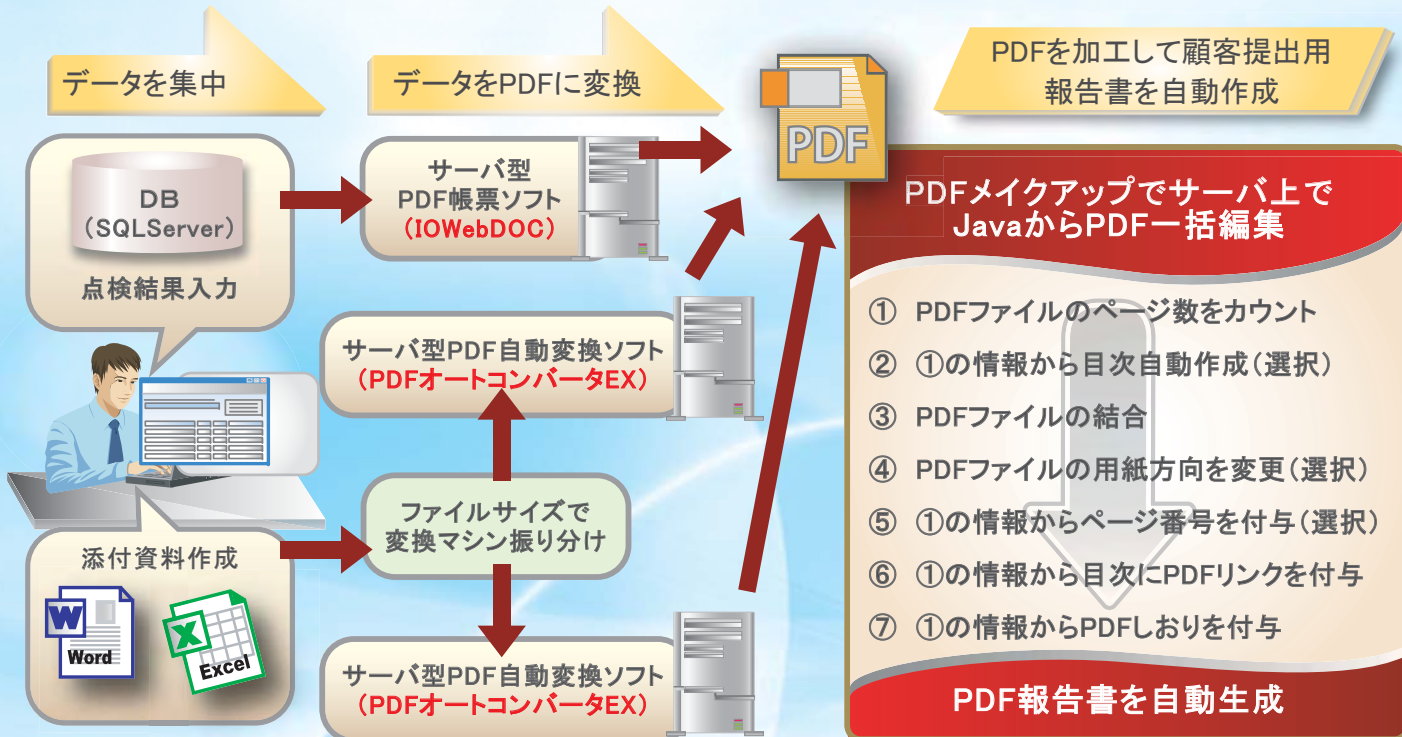 データを集中
データをPDFに変換
PDFを加工して顧客提出用
報告書を自動作成
DB
(SQLServer)
点検結果入力
サーバ型
PDF帳票ソフト
(IOWebDOC)
PDF
サーバ型PDF自動変換ソフト
(PDFオートコンバータEX)
ファイルサイズで
変換マシン振り分け
添付資料作成
W
Word
X
Excel
サーバ型PDF自動変換ソフト
(PDFオートコンバータEX)
PDFメイクアップでサーバ上で
JavaからPDF一括編集
① PDFファイルのページ数をカウント
② ①の情報から目次自動作成(選択)
③ PDFファイルの結合
④ PDFファイルの用紙方向を変更(選択)
⑤ ①の情報からページ番号を付与(選択)
⑥ ①の情報から目次にPDFリンクを付与
⑦ ①の情報からPDFしおりを付与
PDF報告書を自動生成